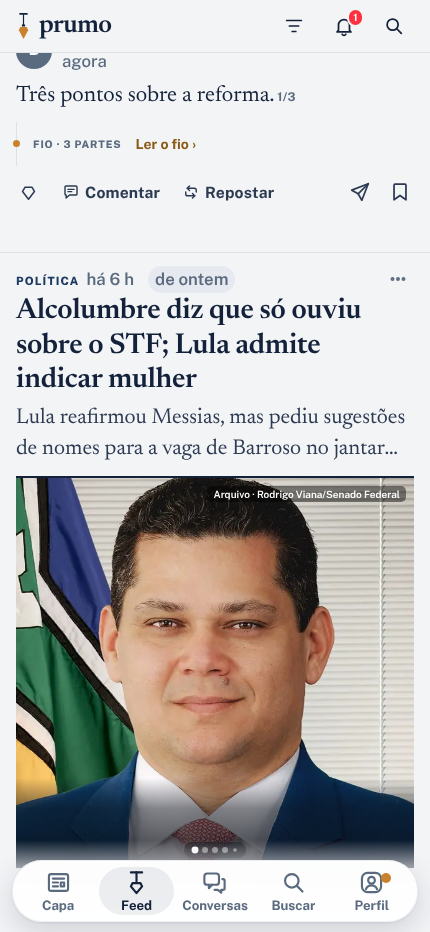 prumo
1
agora
Três pontos sobre a reforma. 1/3
FIO · 3 PARTES Ler o fio ›
Comentar Repostar
POLÍTICA há 6 h de ontem
Alcolumbre diz que só ouviu
sobre o STF; Lula admite
indicar mulher
Lula reafirmou Messias, mas pediu sugestões
de nomes para a vaga de Barroso no jantar...
Arquivo · Rodrigo Viana/Senado Federal
Capa Feed Conversas Buscar Perfil